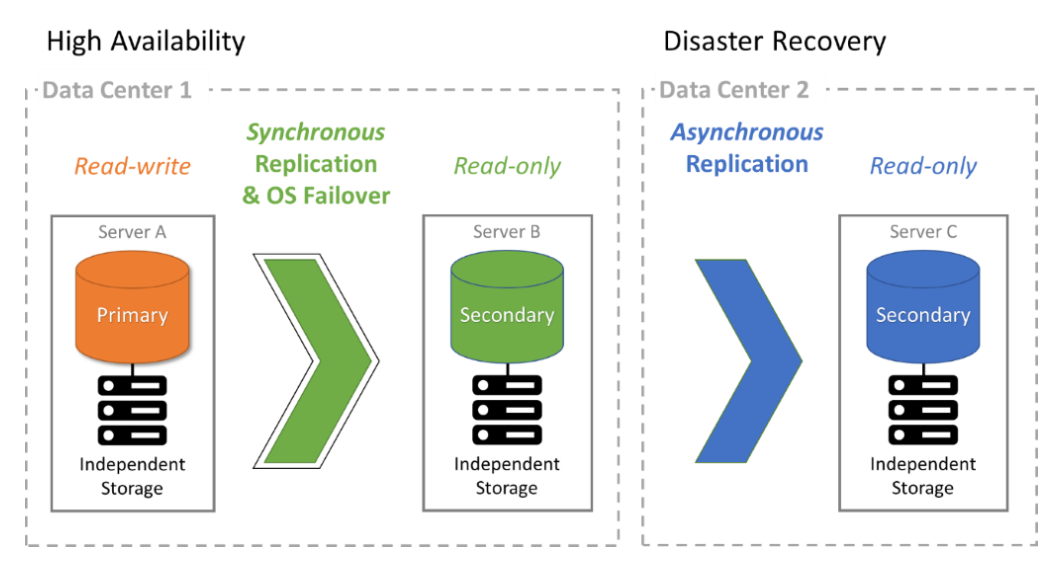 High Availability
Disaster Recovery
Data Center 1
Data Center 2
Read-write
Synchronous
Replication
& OS Failover
Read-only
Asynchronous
Replication
Read-only
Server A
Primary
Independent
Storage
Server B
Secondary
Independent
Storage
Server C
Secondary
Independent
Storage